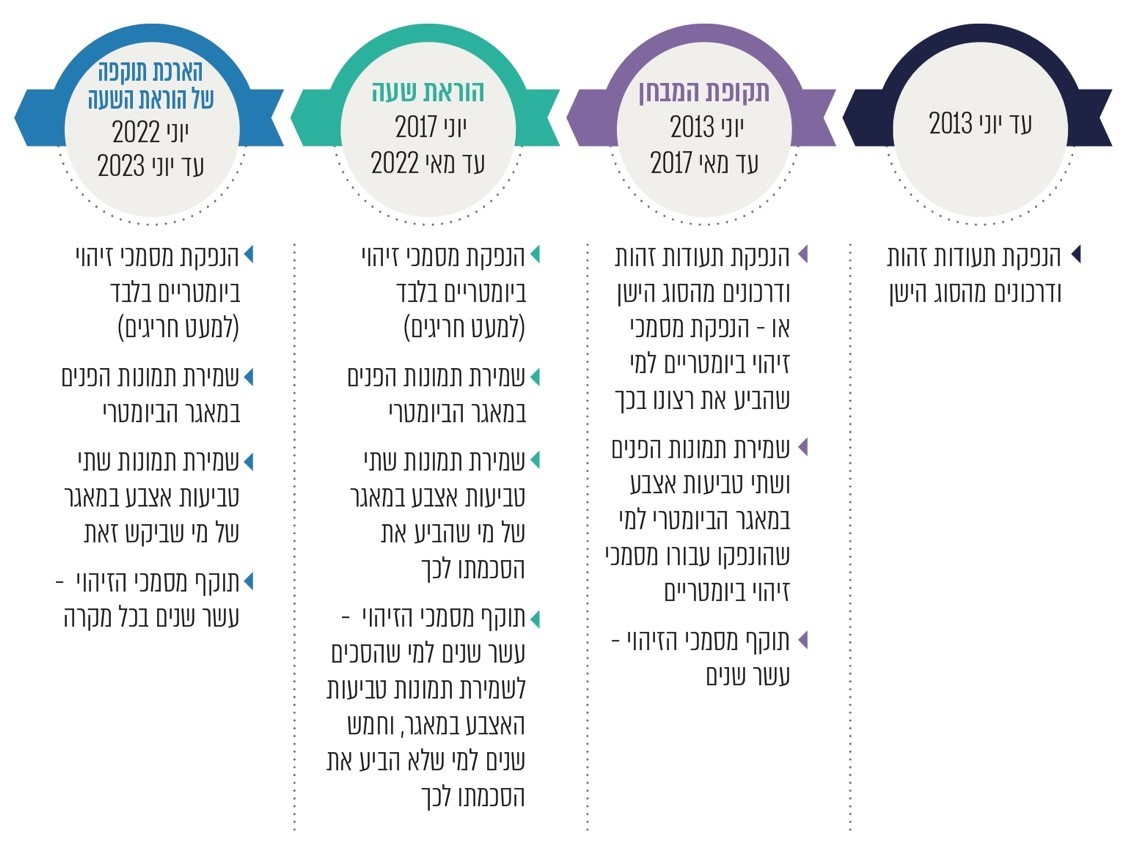 עד יוני 2013
הנפקת תעודות זהות
ודרכונים מהסוג הישן
תקופת המבחן
יוני 2013
עד מאי 2017
הנפקת תעודות זהות
ודרכונים מהסוג הישן
או - הנפקת מסמכי
זיהוי ביומטריים למי
שהביע את רצונו בכך
שמירת תמונות הפנים
ושתי טביעות אצבע
במאגר הביומטרי למי
שהונפקו עבורו מסמכי
זיהוי ביומטריים
תוקף מסמכי הזיהוי -
עשר שנים
הוראת שעה
יוני 2017
עד מאי 2022
הנפקת מסמכי זיהוי
ביומטריים בלבד
(למעט חריגים)
שמירת תמונות הפנים
במאגר הביומטרי
שמירת תמונות שתי
טביעות אצבע במאגר
של מי שהביע את
הסכמתו לכך
תוקף מסמכי הזיהוי -
עשר שנים למי שהסכים
לשמירת תמונות טביעות
האצבע במאגר, וחמש
שנים למי שלא הביע את
הסכמתו לכך
הארכת תוקפה
של הוראת השעה
יוני 2022
עד יוני 2023
הנפקת מסמכי זיהוי
ביומטריים בלבד
(למעט חריגים)
שמירת תמונות הפנים
במאגר הביומטרי
שמירת תמונות שתי
טביעות אצבע במאגר
של מי שביקש זאת
תוקף מסמכי הזיהוי -
עשר שנים בכל מקרה